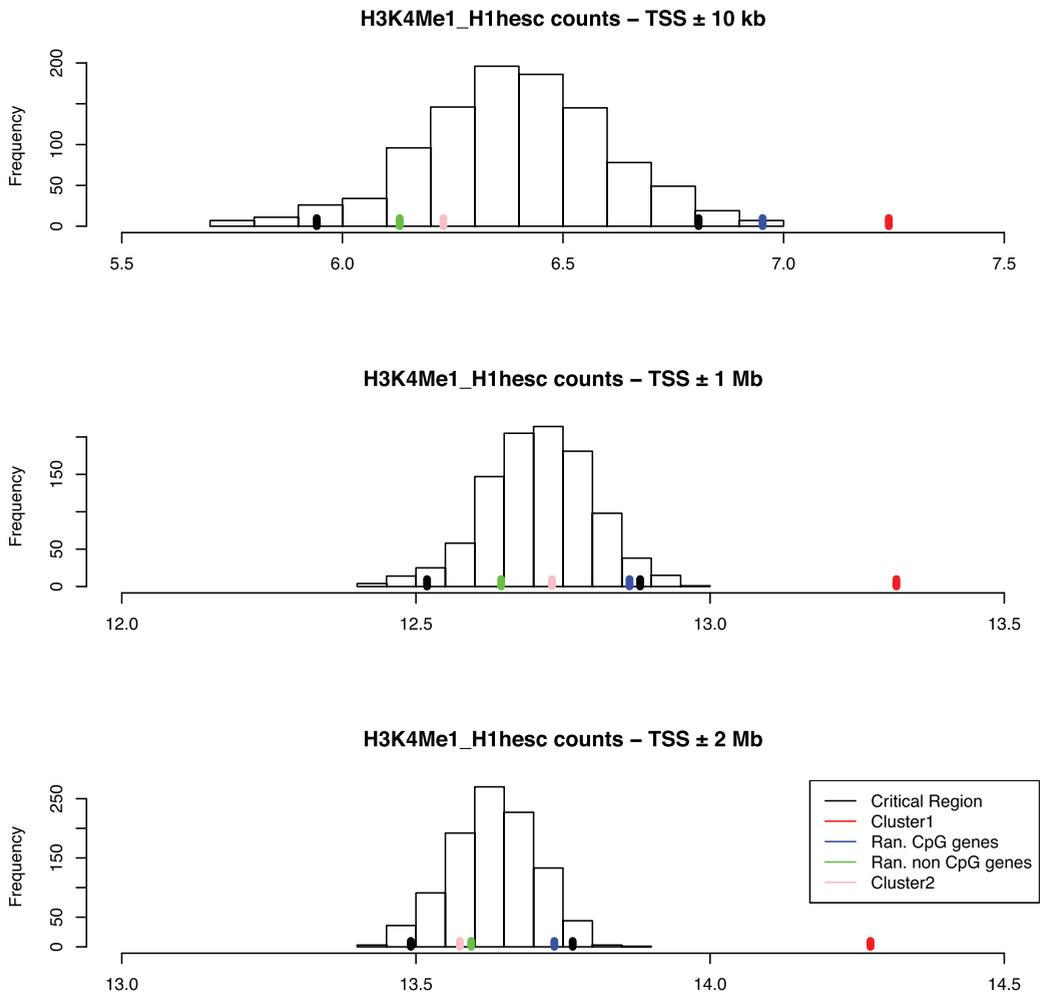 H3K4Me1_H1hesc counts − TSS ± 10 kb
Frequency
200
100
50
0
5.5 6.0 6.5 7.0 7.5
H3K4Me1_H1hesc counts − TSS ± 1 Mb
Frequency
150
50
0
12.0 12.5 13.0 13.5
H3K4Me1_H1hesc counts − TSS ± 2 Mb
Frequency
250
150
50
0
13.0 13.5 14.0 14.5
Critical Region
Cluster1
Ran. CpG genes
Ran. non CpG genes
Cluster2